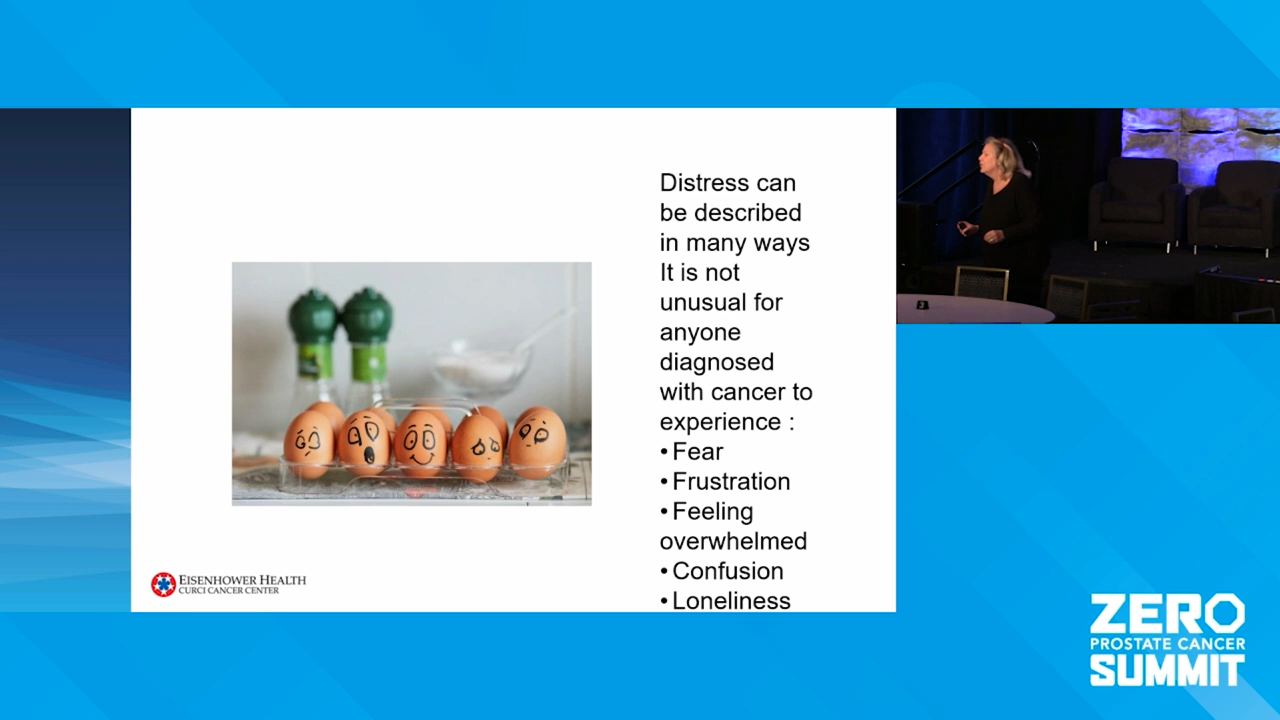 Distress can
be described
in many ways
It is not
unusual for
anyone
diagnosed
with cancer to
experience :
• Fear
• Frustration
• Feeling
overwhelmed
• Confusion
• Loneliness
EISENHOWER HEALTH
CURCI CANCER CENTER
ZERO
PROSTATE CANCER
SUMMIT